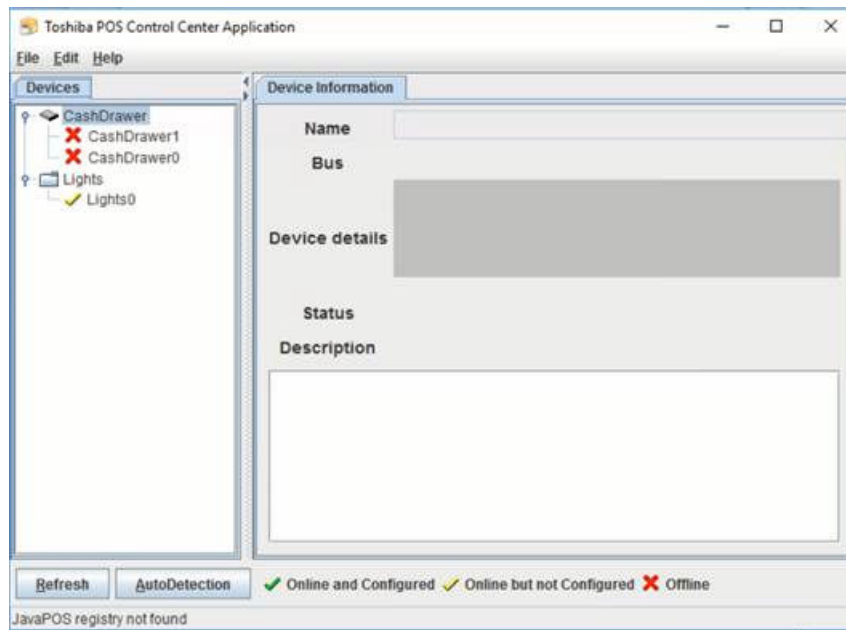 Toshiba POS Control Center Application
File Edit Help
Devices
Device Information
CashDrawer
CashDrawer1
CashDrawer0
Lights
Lights0
Name
Bus
Device details
Status
Description
Refresh AutoDetection Online and Configured Online but not Configured Offline
JavaPOS registry not found